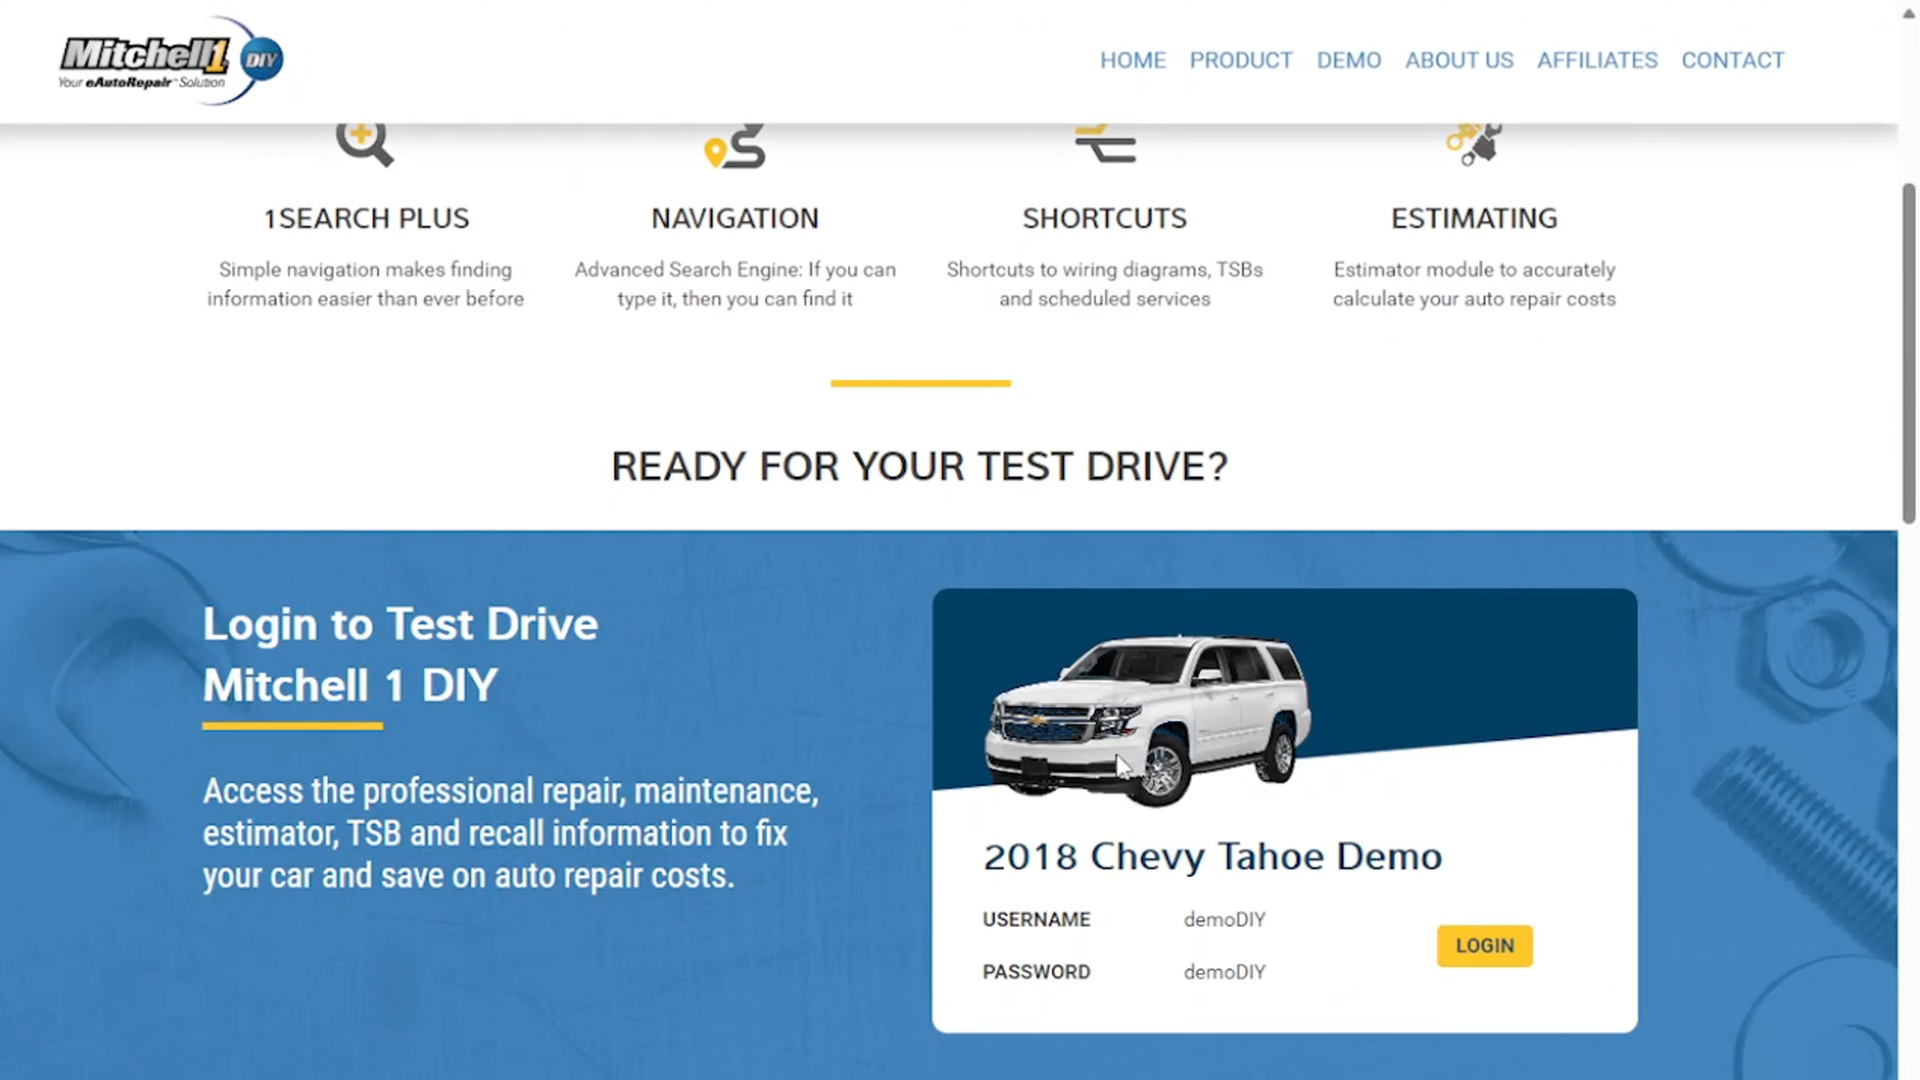 Mitchell1 DIY
Your eAutoRepair™ Solution
HOME PRODUCT DEMO ABOUT US AFFILIATES CONTACT
1SEARCH PLUS
Simple navigation makes finding
information easier than ever before
NAVIGATION
Advanced Search Engine: If you can
type it, then you can find it
SHORTCUTS
Shortcuts to wiring diagrams, TSBs
and scheduled services
ESTIMATING
Estimator module to accurately
calculate your auto repair costs
READY FOR YOUR TEST DRIVE?
Login to Test Drive
Mitchell 1 DIY
Access the professional repair, maintenance,
estimator, TSB and recall information to fix
your car and save on auto repair costs.
2018 Chevy Tahoe Demo
USERNAME demoDIY
PASSWORD demoDIY
LOGIN